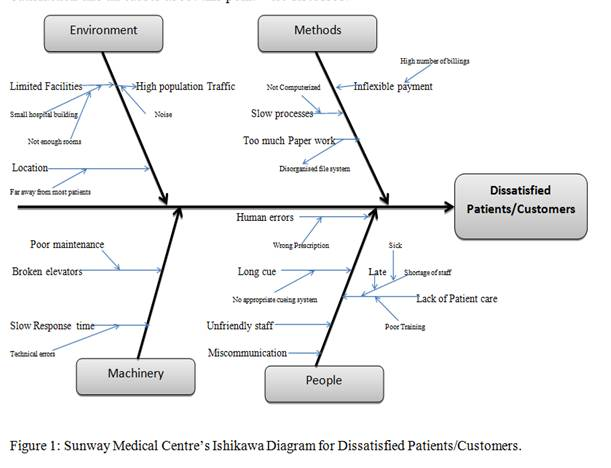 Environment
Methods
High number of billings
Limited Facilities
High population Traffic
Not Computerized
Inflexible payment
Small hospital building
Noise
Slow processes
Not enough rooms
Too much Paper work
Location
Disorganised file system
Far away from most patients
Dissatisfied
Patients/Customers
Human errors
Poor maintenance
Wrong Prescription
Sick
Broken elevators
Long cue
Late
Shortage of staff
No appropriate cueing system
Lack of Patient care
Slow Response time
Unfriendly staff
Poor Training
Technical errors
Miscommunication
Machinery
People
Figure 1: Sunway Medical Centre's Ishikawa Diagram for Dissatisfied Patients/Customers.